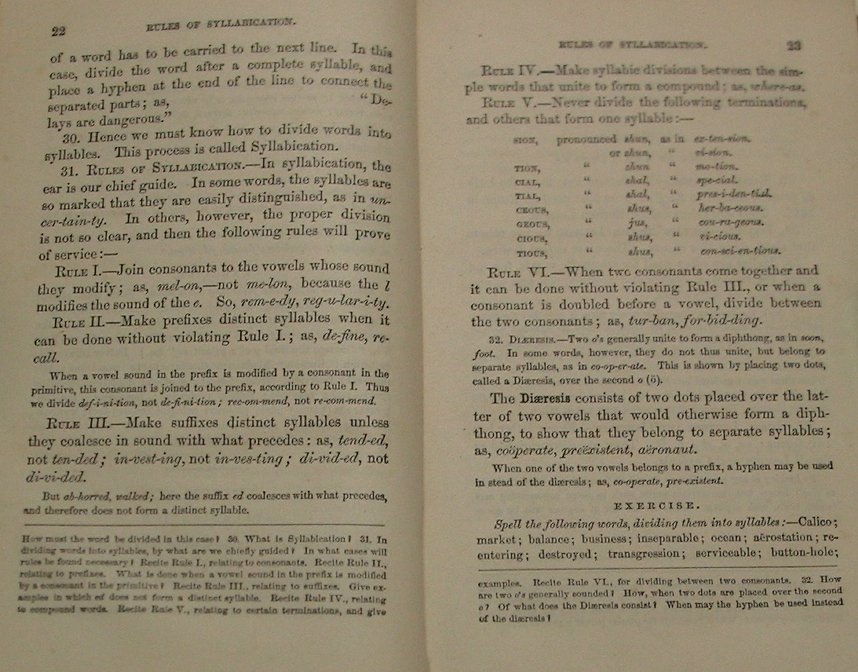 22
RULES OF SYLLABICATION.
of a word has to be carried to the next line. In this
case, divide the word after a complete syllable, and
place a hyphen at the end of the line to connect the
separated parts; as, “De-
lays are dangerous.”
30. Hence we must know how to divide words into
syllables. This process is called Syllabication.
31. RULES OF SYLLABICATION.—In syllabication, the
ear is our chief guide. In some words, the syllables are
so marked that they are easily distinguished, as in un-
cer-tain-ty. In others, however, the proper division
is not so clear, and then the following rules will prove
of service:—
RULE I.—Join consonants to the vowels whose sound
they modify; as, mel-on,—not me-lon, because the l
modifies the sound of the e. So, rem-e-dy, reg-u-lar-i-ty.
RULE II.—Make prefixes distinct syllables when it
can be done without violating Rule I.; as, de-fine, re-
call.
When a vowel sound in the prefix is modified by a consonant in the
primitive, this consonant is joined to the prefix, according to Rule I. Thus
we divide def-i-ni-tion, not de-fi-ni-tion; rec-om-mend, not re-com-mend.
RULE III.—Make suffixes distinct syllables unless
they coalesce in sound with what precedes: as, tend-ed,
not ten-ded; in-vest-ing, not in-ves-ting; di-vid-ed, not
di-vi-ded.
But ab-horred, walked; here the suffix ed coalesces with what precedes,
and therefore does not form a distinct syllable.
How must the word be divided in this case? 30. What is Syllabication? 31. In
dividing words into syllables, by what are we chiefly guided? In what cases will
rules be found necessary? Recite Rule I., relating to consonants. Recite Rule II.,
relating to prefixes. What is done when a vowel sound in the prefix is modified
by a consonant in the primitive? Recite Rule III., relating to suffixes. Give ex-
amples in which ed does not form a distinct syllable. Recite Rule IV., relating
to compound words. Recite Rule V., relating to certain terminations, and give
RULES OF SYLLABICATION.
23
RULE IV.—Make syllabic divisions between the sim-
ple words that unite to form a compound; as, where-as.
RULE V.—Never divide the following terminations,
and others that form one syllable:—
SION, pronounced shun, as in ex-ten-sion.
or zhun, “ vi-sion.
TION, “ shun “ mo-tion.
CIAL, “ shal, “ spe-cial.
TIAL, “ shal, “ pres-i-den-tial.
CEOUS, “ shus, “ her-ba-ceous.
GEOUS, “ jus, “ cou-ra-geous.
CIOUS, “ shus, “ vi-cious.
TIOUS, “ shus, “ con-sci-en-tious.
RULE VI.—When two consonants come together and
it can be done without violating Rule III., or when a
consonant is doubled before a vowel, divide between
the two consonants; as, tur-ban, for-bid-ding.
32. DIÆRESIS.—Two o's generally unite to form a diphthong, as in soon,
foot. In some words, however, they do not thus unite, but belong to
separate syllables, as in co-op-er-ate. This is shown by placing two dots,
called a Diæresis, over the second o (ö).
The Diæresis consists of two dots placed over the lat-
ter of two vowels that would otherwise form a diph-
thong, to show that they belong to separate syllables;
as, coöperate, preëxistent, aëronaut.
When one of the two vowels belongs to a prefix, a hyphen may be used
in stead of the diæresis; as, co-operate, pre-existent.
EXERCISE.
Spell the following words, dividing them into syllables:—Calico;
market; balance; business; inseparable; ocean; aërostation; re-
entering; destroyed; transgression; serviceable; button-hole;
examples. Recite Rule VI., for dividing between two consonants. 32. How
are two o's generally sounded? How, when two dots are placed over the second
o? Of what does the Diæresis consist? When may the hyphen be used instead
of the diæresis?